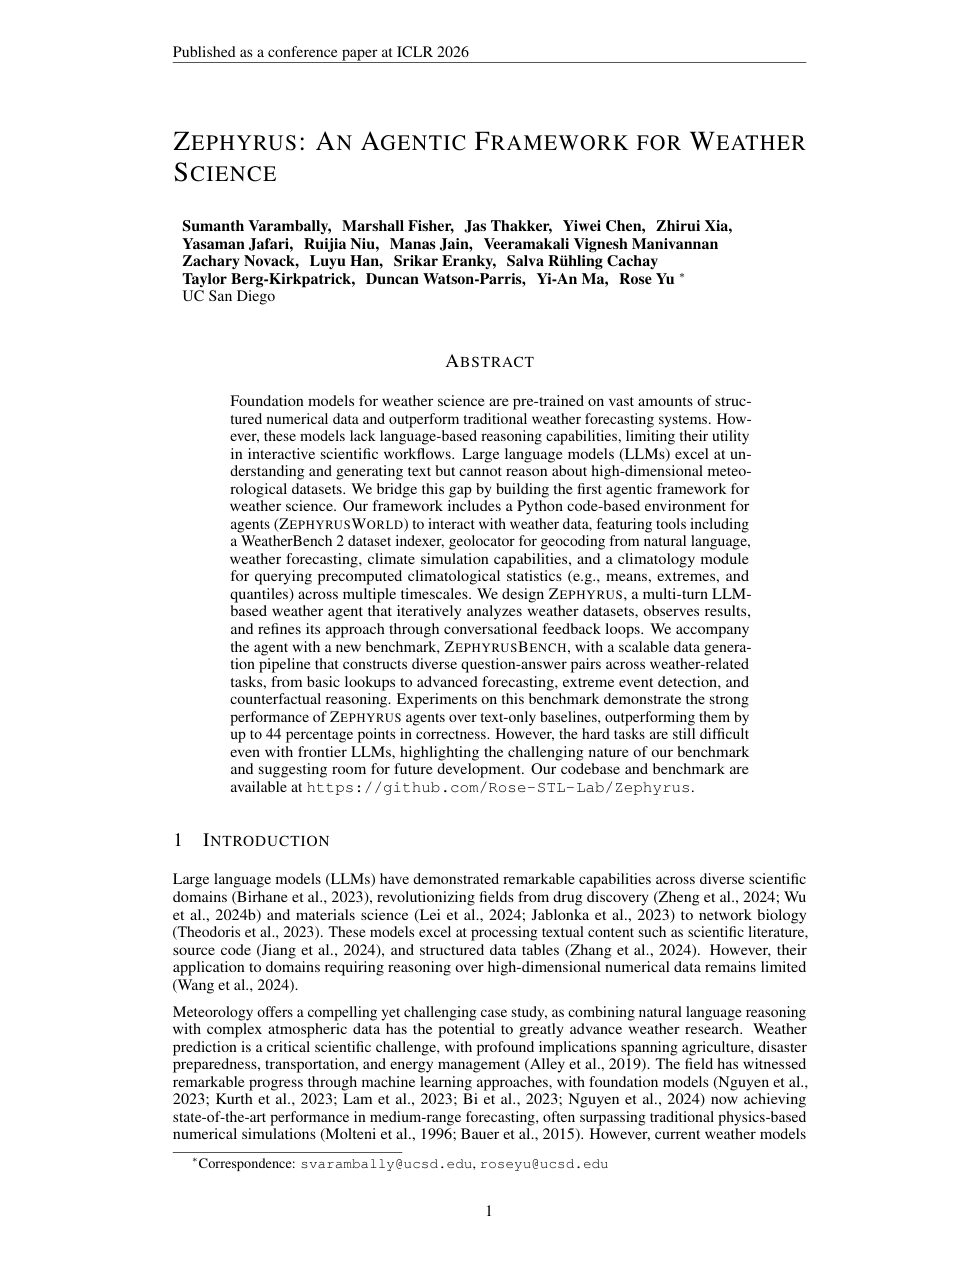 Published as a conference paper at ICLR 2026
ZEPHYRUS: AN AGENTIC FRAMEWORK FOR WEATHER
SCIENCE
Sumanth Varambally, Marshall Fisher, Jas Thakker, Yiwei Chen, Zhirui Xia,
Yasaman Jafari, Ruijia Niu, Manas Jain, Veeramakali Vignesh Manivannan
Zachary Novack, Luyu Han, Srikar Eranky, Salva Rühling Cachay
Taylor Berg-Kirkpatrick, Duncan Watson-Parris, Yi-An Ma, Rose Yu *
UC San Diego
ABSTRACT
Foundation models for weather science are pre-trained on vast amounts of struc-
tured numerical data and outperform traditional weather forecasting systems. How-
ever, these models lack language-based reasoning capabilities, limiting their utility
in interactive scientific workflows. Large language models (LLMs) excel at un-
derstanding and generating text but cannot reason about high-dimensional meteo-
rological datasets. We bridge this gap by building the first agentic framework for
weather science. Our framework includes a Python code-based environment for
agents (ZEPHYRUSWORLD) to interact with weather data, featuring tools including
a WeatherBench 2 dataset indexer, geolocator for geocoding from natural language,
weather forecasting, climate simulation capabilities, and a climatology module
for querying precomputed climatological statistics (e.g., means, extremes, and
quantiles) across multiple timescales. We design ZEPHYRUS, a multi-turn LLM-
based weather agent that iteratively analyzes weather datasets, observes results,
and refines its approach through conversational feedback loops. We accompany
the agent with a new benchmark, ZEPHYRUSBENCH, with a scalable data genera-
tion pipeline that constructs diverse question-answer pairs across weather-related
tasks, from basic lookups to advanced forecasting, extreme event detection, and
counterfactual reasoning. Experiments on this benchmark demonstrate the strong
performance of ZEPHYRUS agents over text-only baselines, outperforming them by
up to 44 percentage points in correctness. However, the hard tasks are still difficult
even with frontier LLMs, highlighting the challenging nature of our benchmark
and suggesting room for future development. Our codebase and benchmark are
available at https://github.com/Rose-STL-Lab/Zephyrus.
1 INTRODUCTION
Large language models (LLMs) have demonstrated remarkable capabilities across diverse scientific
domains (Birhane et al., 2023), revolutionizing fields from drug discovery (Zheng et al., 2024; Wu
et al., 2024b) and materials science (Lei et al., 2024; Jablonka et al., 2023) to network biology
(Theodoris et al., 2023). These models excel at processing textual content such as scientific literature,
source code (Jiang et al., 2024), and structured data tables (Zhang et al., 2024). However, their
application to domains requiring reasoning over high-dimensional numerical data remains limited
(Wang et al., 2024).
Meteorology offers a compelling yet challenging case study, as combining natural language reasoning
with complex atmospheric data has the potential to greatly advance weather research. Weather
prediction is a critical scientific challenge, with profound implications spanning agriculture, disaster
preparedness, transportation, and energy management (Alley et al., 2019). The field has witnessed
remarkable progress through machine learning approaches, with foundation models (Nguyen et al.,
2023; Kurth et al., 2023; Lam et al., 2023; Bi et al., 2023; Nguyen et al., 2024) now achieving
state-of-the-art performance in medium-range forecasting, often surpassing traditional physics-based
numerical simulations (Molteni et al., 1996; Bauer et al., 2015). However, current weather models
*Correspondence: svarambally@ucsd.edu, roseyu@ucsd.edu
1